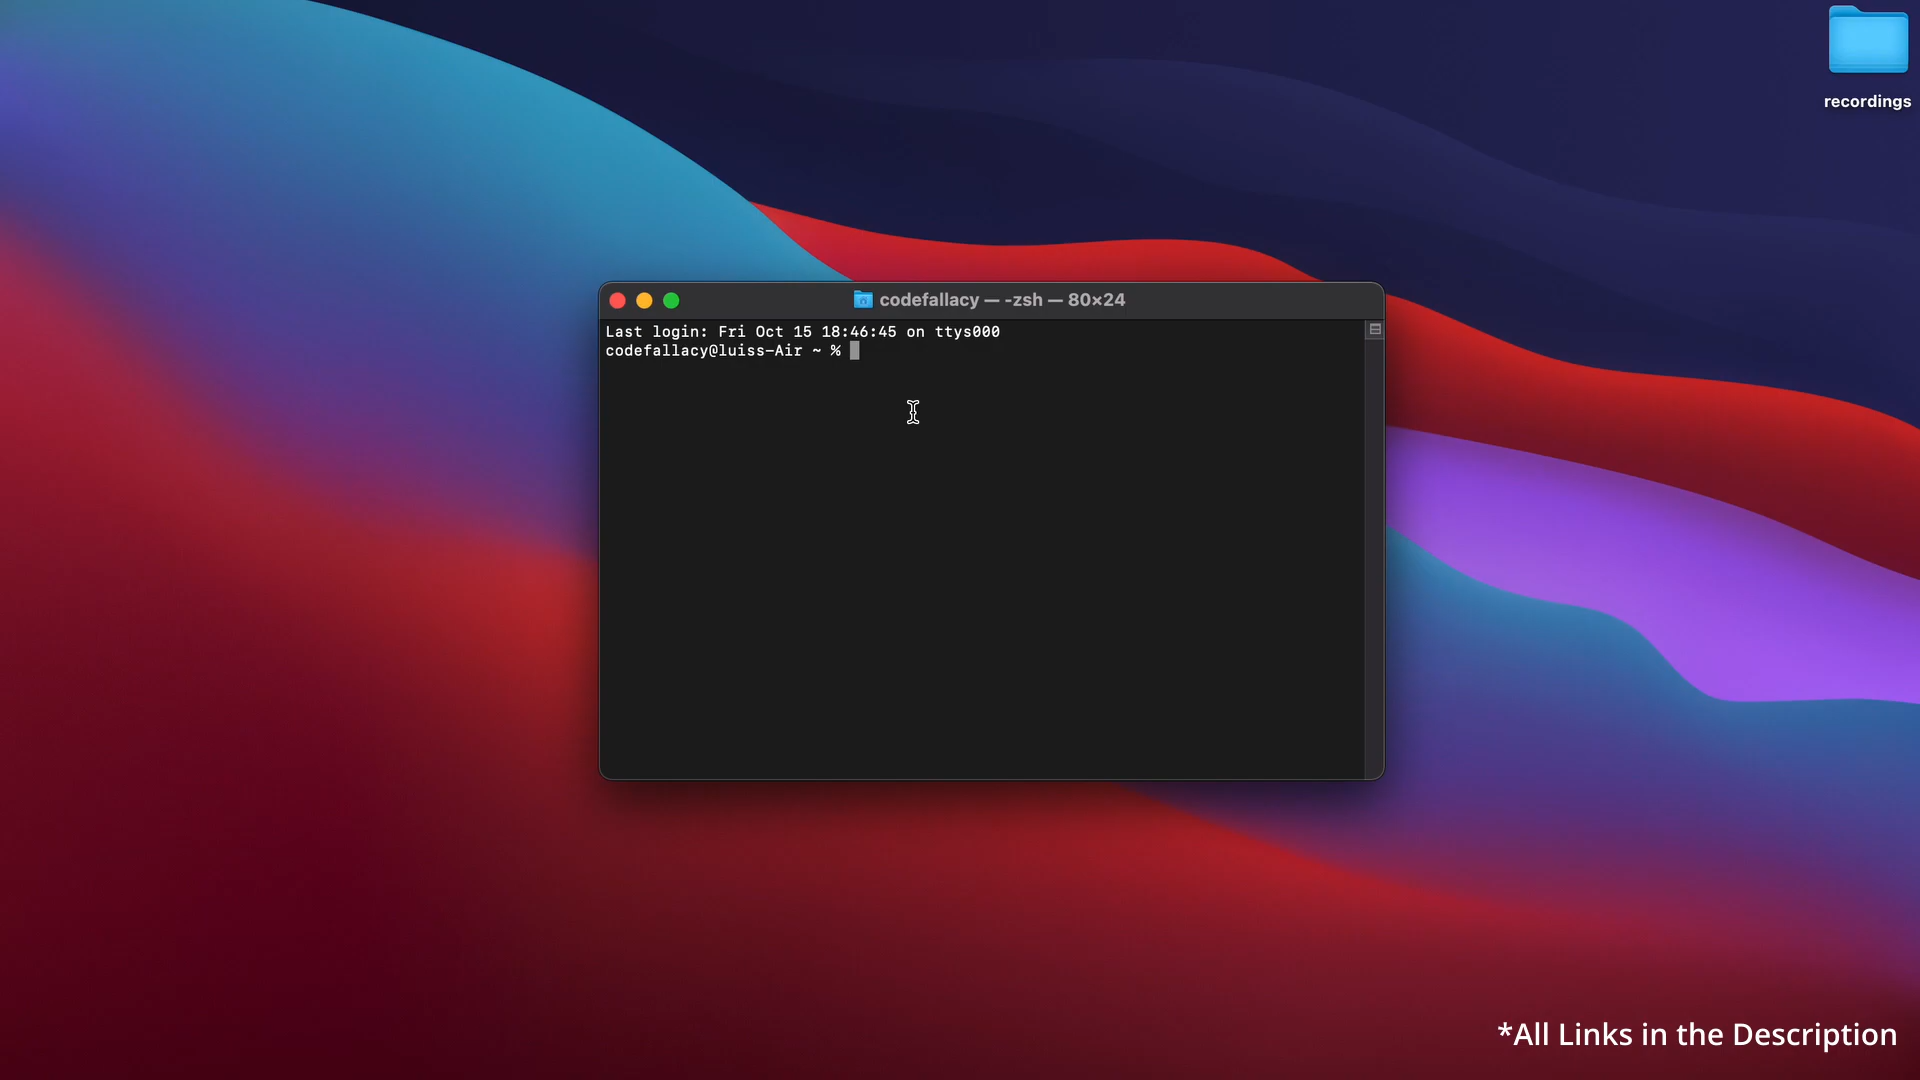 recordings
codefallacy — -zsh — 80×24
Last login: Fri Oct 15 18:46:45 on ttys000
codefallacy@luiss-Air ~ %
*All Links in the Description